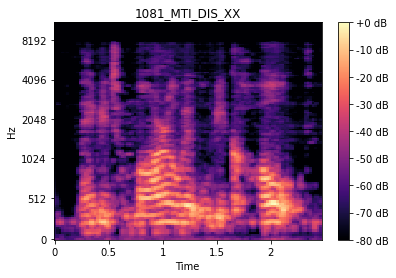 1081_MTI_DIS_XX
8192
4096
2048
1024
512
0
Hz
0
0.5
1
1.5
2
Time
+0 dB
-10 dB
-20 dB
-30 dB
-40 dB
-50 dB
-60 dB
-70 dB
-80 dB